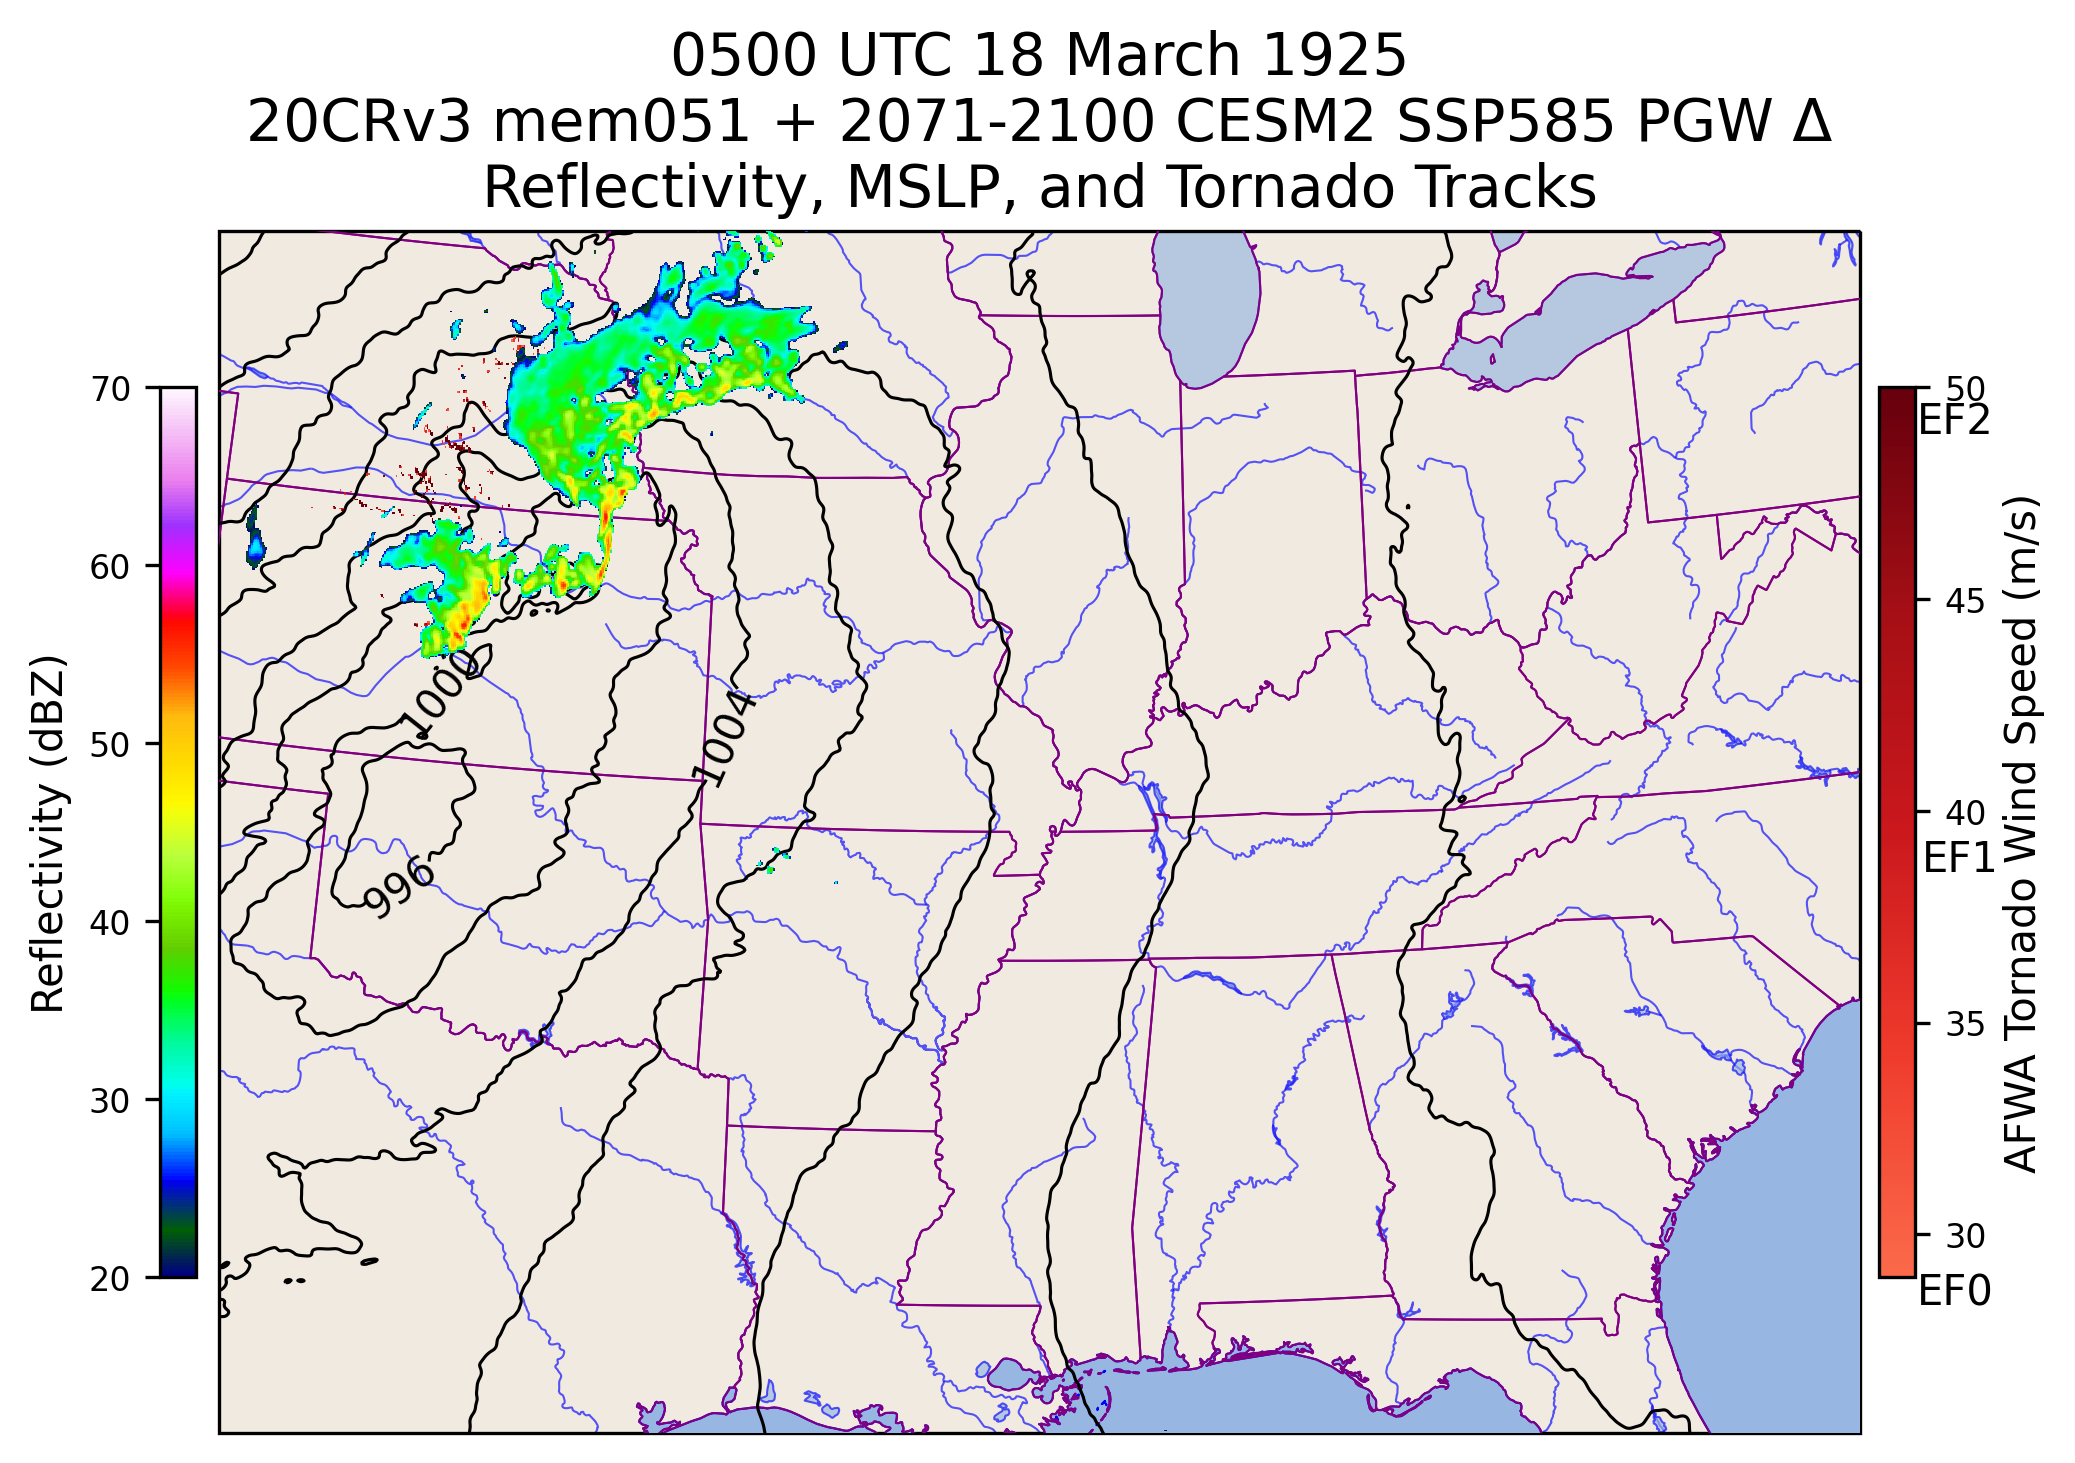 0500 UTC 18 March 1925
20CRv3 mem051 + 2071-2100 CESM2 SSP585 PGW Δ
Reflectivity, MSLP, and Tornado Tracks
Reflectivity (dBZ)
70
60
50
40
30
20
1000
1004
996
50
EF2
45
40
EF1
35
30
EF0
AFWA Tornado Wind Speed (m/s)